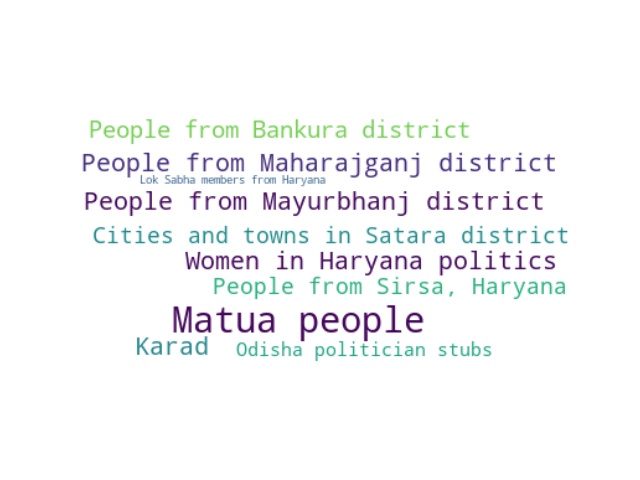 People from Bankura district
People from Maharajganj district
Lok Sabha members from Haryana
People from Mayurbhanj district
Cities and towns in Satara district
Women in Haryana politics
People from Sirsa, Haryana
Matua people
Karad
Odisha politician stubs